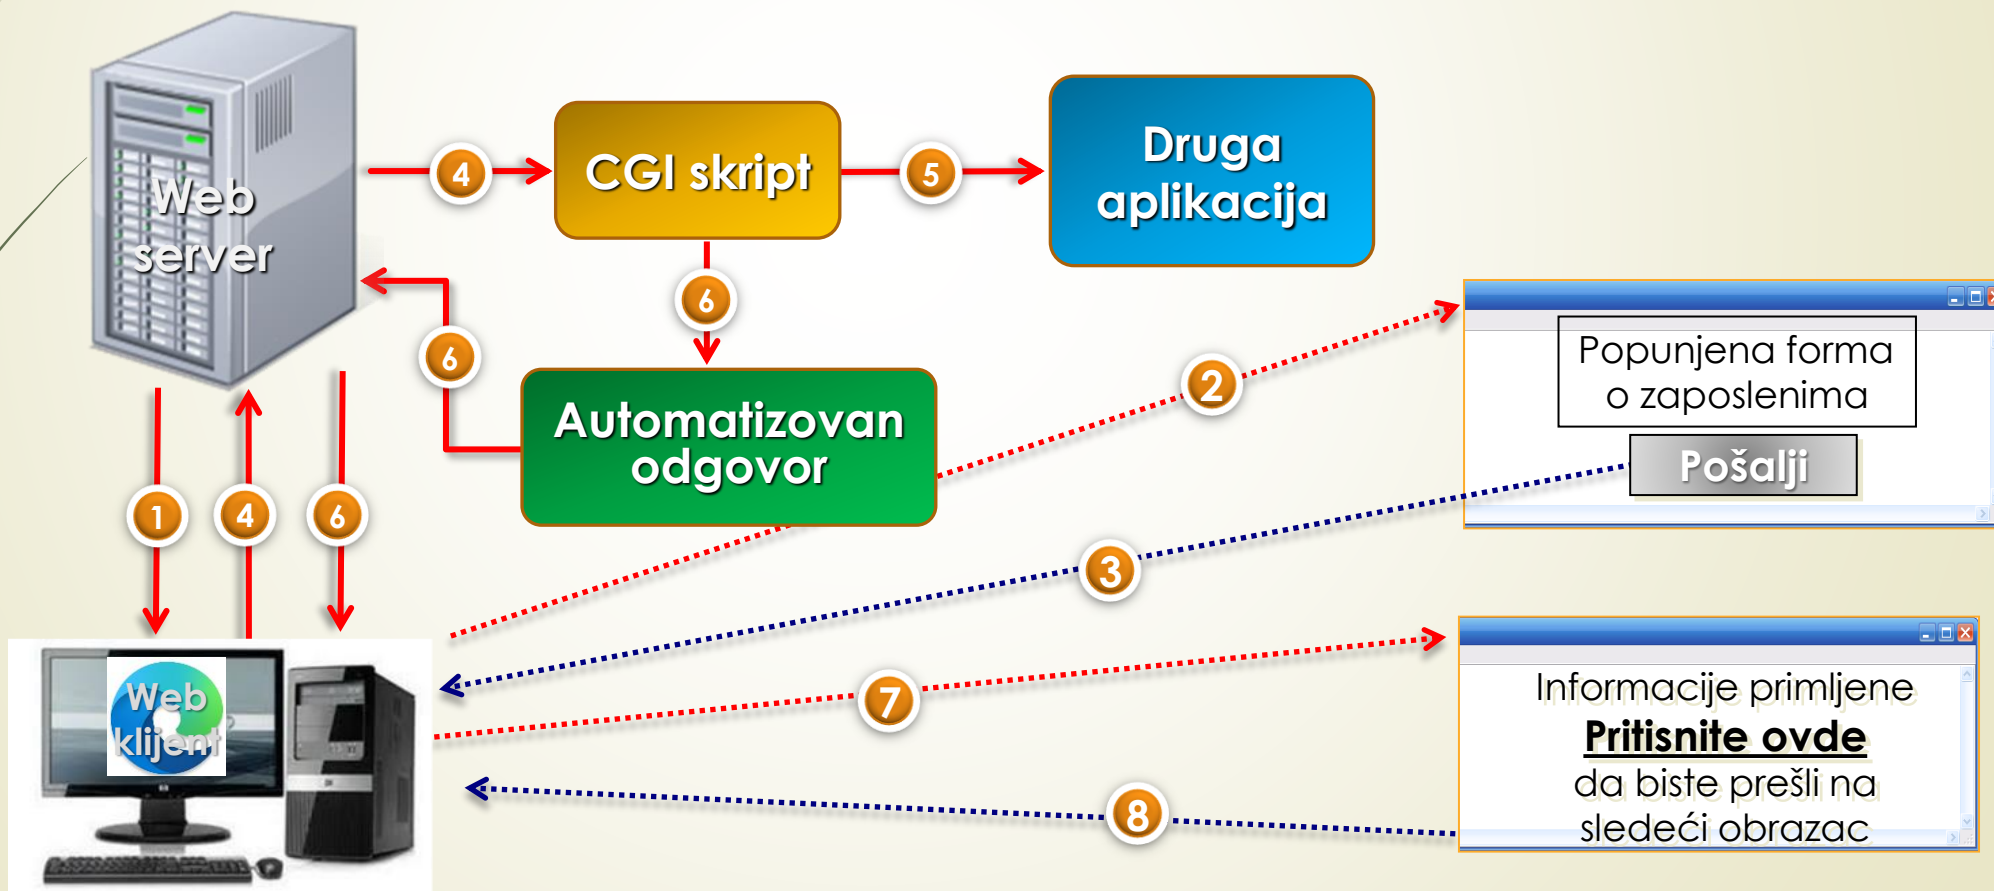 Web
server
4
CGI skript
5
Druga
aplikacija
6
6
Automatizovan
odgovor
2
Popunjena forma
o zaposlenima
Pošalji
1
4
6
3
Web
klijent
7
Informacije primljene
Pritisnite ovde
da biste prešli na
sledeći obrazac
8